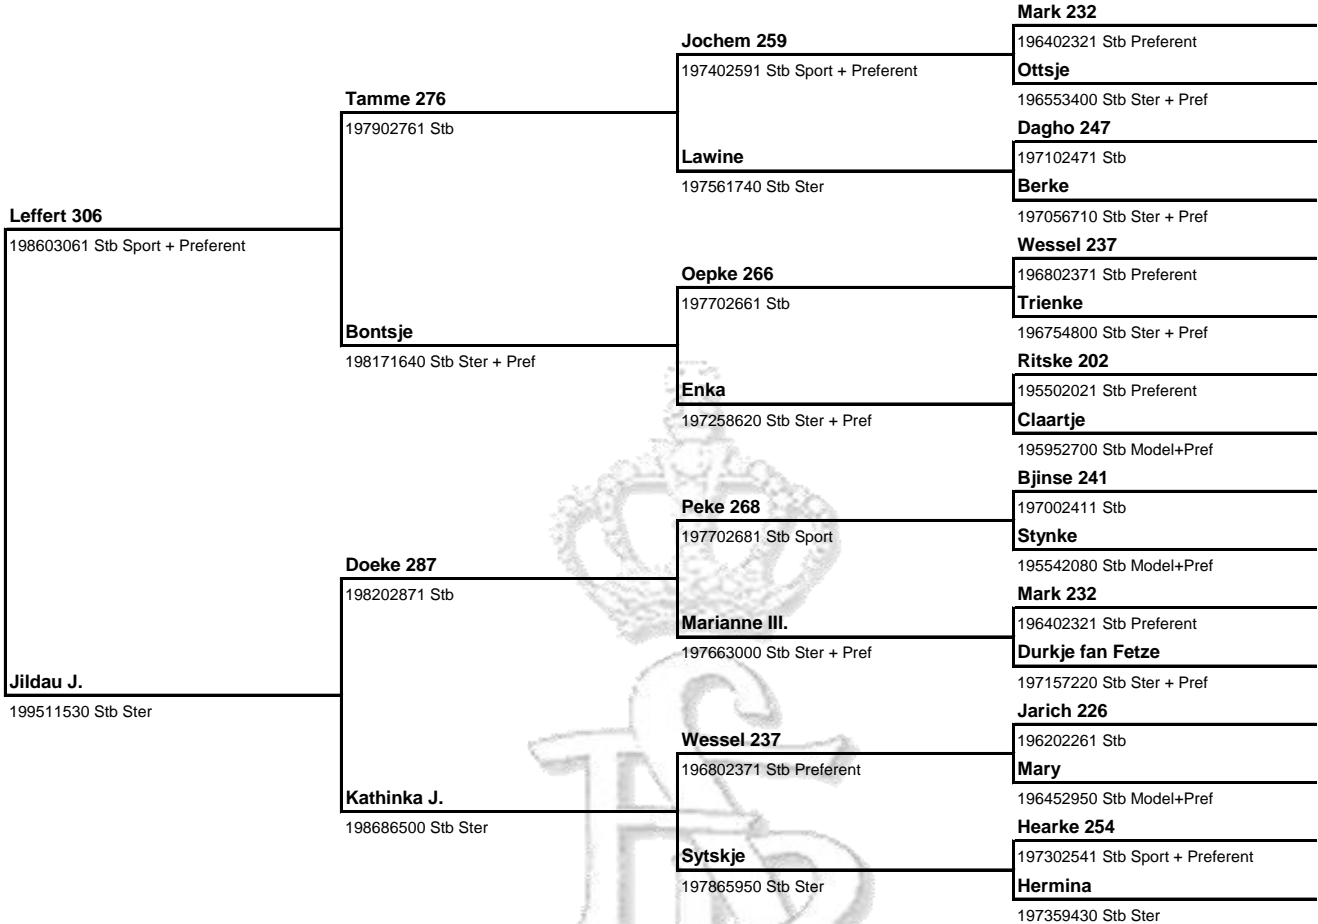 Mark 232
Jochem 259
196402321 Stb Preferent
197402591 Stb Sport + Preferent
Ottsje
Tamme 276
196553400 Stb Ster + Pref
197902761 Stb
Dagho 247
Lawine
197102471 Stb
197561740 Stb Ster
Berke
Leffert 306
197056710 Stb Ster + Pref
198603061 Stb Sport + Preferent
Wessel 237
Oepke 266
196802371 Stb Preferent
197702661 Stb
Trienke
Bontsje
196754800 Stb Ster + Pref
198171640 Stb Ster + Pref
Ritske 202
Enka
195502021 Stb Preferent
197258620 Stb Ster + Pref
Claartje
195952700 Stb Model+Pref
Bjinse 241
Peke 268
197002411 Stb
197702681 Stb Sport
Stynke
Doeke 287
195542080 Stb Model+Pref
198202871 Stb
Mark 232
Marianne III.
196402321 Stb Preferent
197663000 Stb Ster + Pref
Durkje fan Fetze
Jildau J.
197157220 Stb Ster + Pref
199511530 Stb Ster
Jarich 226
Wessel 237
196202261 Stb
196802371 Stb Preferent
Mary
Kathinka J.
196452950 Stb Model+Pref
198686500 Stb Ster
Hearke 254
Sytskje
197302541 Stb Sport + Preferent
197865950 Stb Ster
Hermina
197359430 Stb Ster